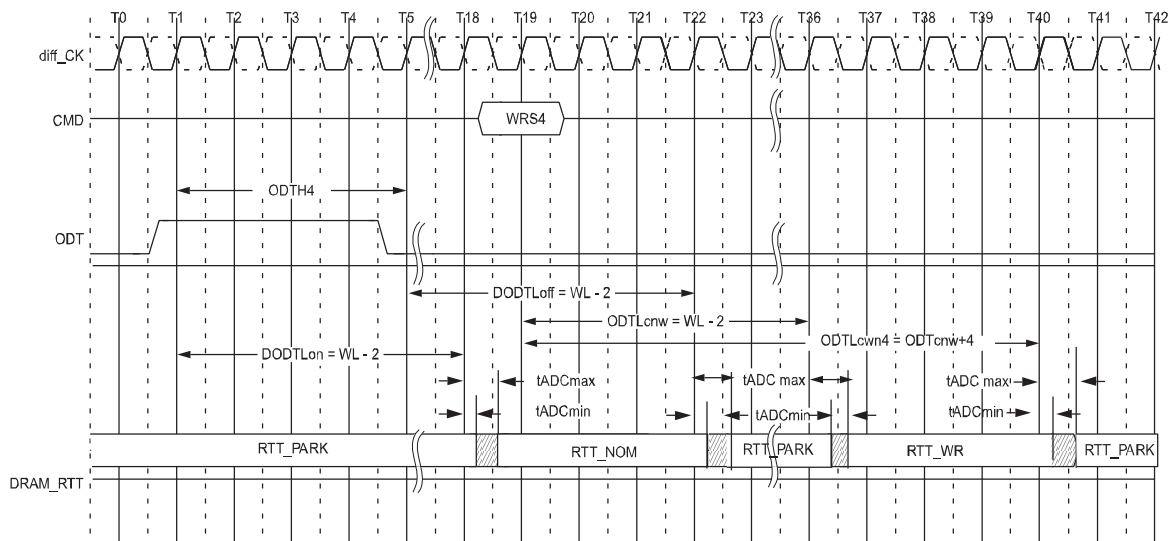 T0 T1 T2 T3 T4 T5 T18 T19 T20 T21 T22 T23 T36 T37 T38 T39 T40 T41 T42
diff_CK
CMD
WRS4
ODTH4
ODT
DODTLoff = WL - 2
ODTLcnw = WL - 2
ODTLcwn4 = ODTcnw+4
DODTLon = WL - 2
tADCmax tADC max tADC max
tADCmin tADCmin tADCmin
RTT_PARK RTT_NOM RTT_PARK RTT_WR RTT_PARK
DRAM_RTT